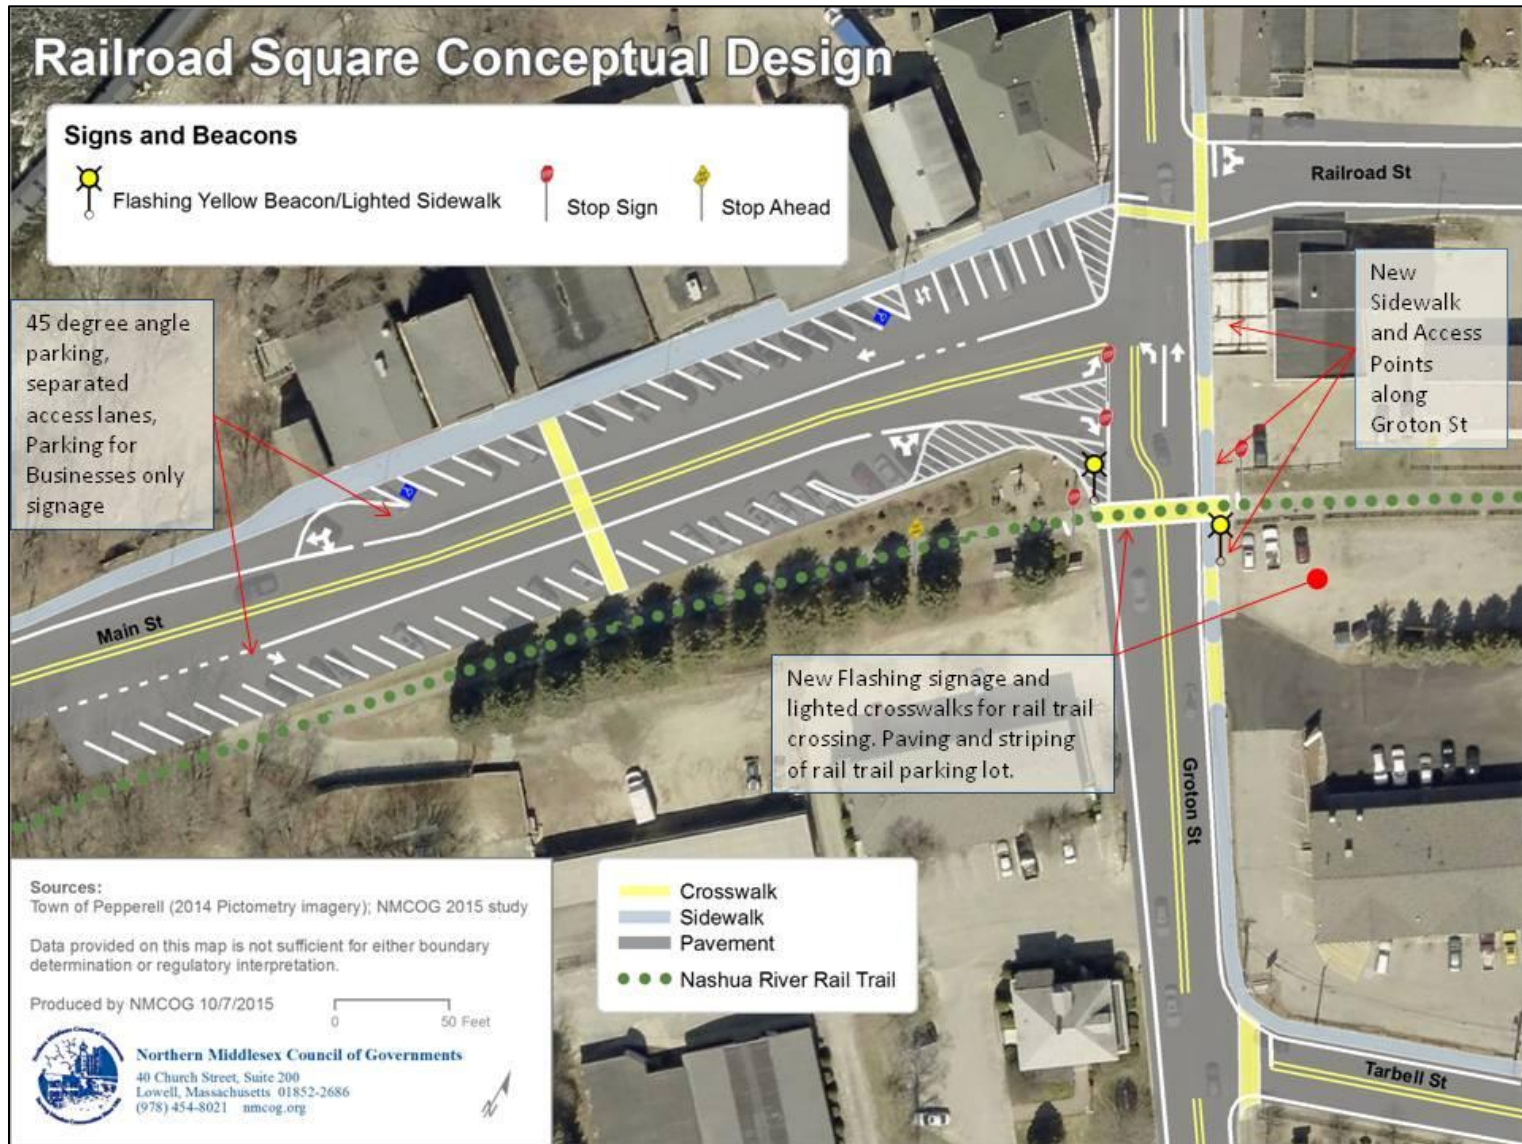 Railroad Square Conceptual Design
Signs and Beacons
Flashing Yellow Beacon/Lighted Sidewalk
Stop Sign
Stop Ahead
Railroad St
New
Sidewalk
and Access
Points
along
Groton St
45 degree angle
parking,
separated
access lanes,
Parking for
Businesses only
signage
Main St
New Flashing signage and
lighted crosswalks for rail trail
crossing. Paving and striping
of rail trail parking lot.
Groton St
Sources:
Town of Pepperell (2014 Pictometry imagery); NMCOG 2015 study
Data provided on this map is not sufficient for either boundary
determination or regulatory interpretation.
Produced by NMCOG 10/7/2015
0 50 Feet
Northern Middlesex Council of Governments
40 Church Street, Suite 200
Lowell, Massachusetts 01852-2686
(978) 454-8021 nmcog.org
N
Crosswalk
Sidewalk
Pavement
Nashua River Rail Trail
Tarbell St